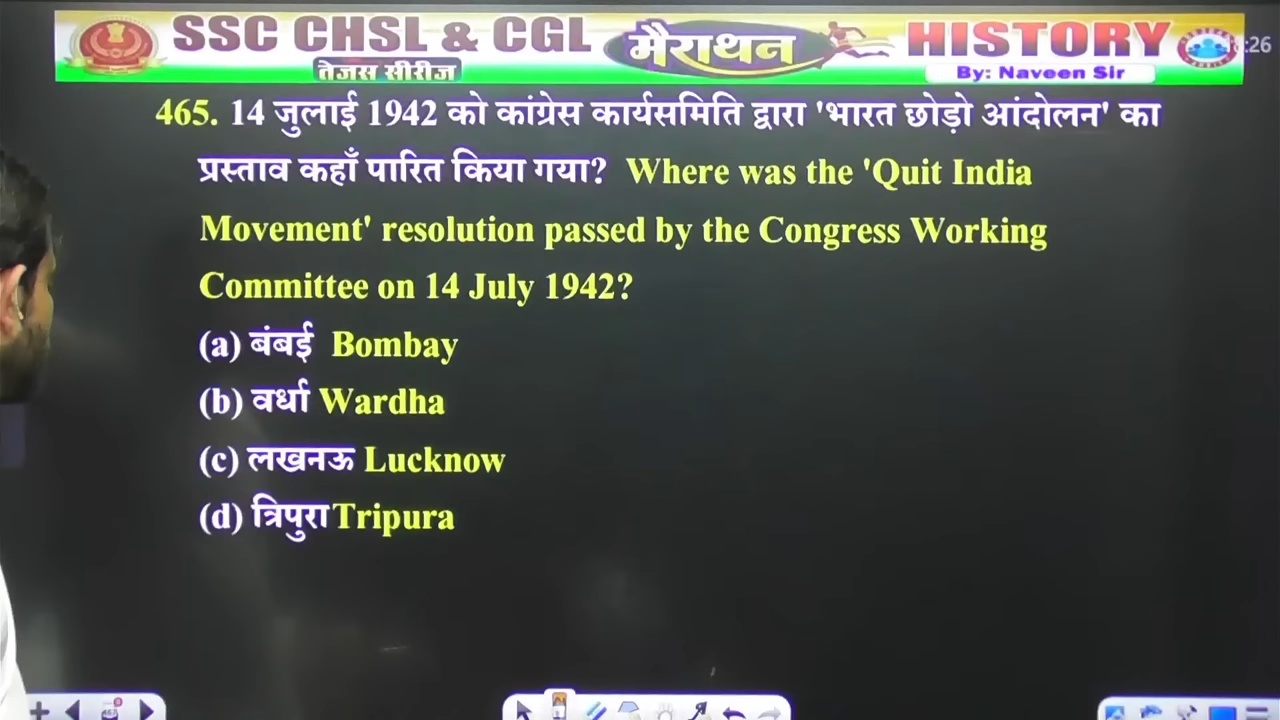 SSC CHSL & CGL मैराथन HISTORY
तेजस सीरीज By: Naveen Sir
465. 14 जुलाई 1942 को कांग्रेस कार्यसमिति द्वारा 'भारत छोड़ो आंदोलन' का
प्रस्ताव कहाँ पारित किया गया? Where was the 'Quit India
Movement' resolution passed by the Congress Working
Committee on 14 July 1942?
(a) बंबई Bombay
(b) वर्धा Wardha
(c) लखनऊ Lucknow
(d) त्रिपुरा Tripura